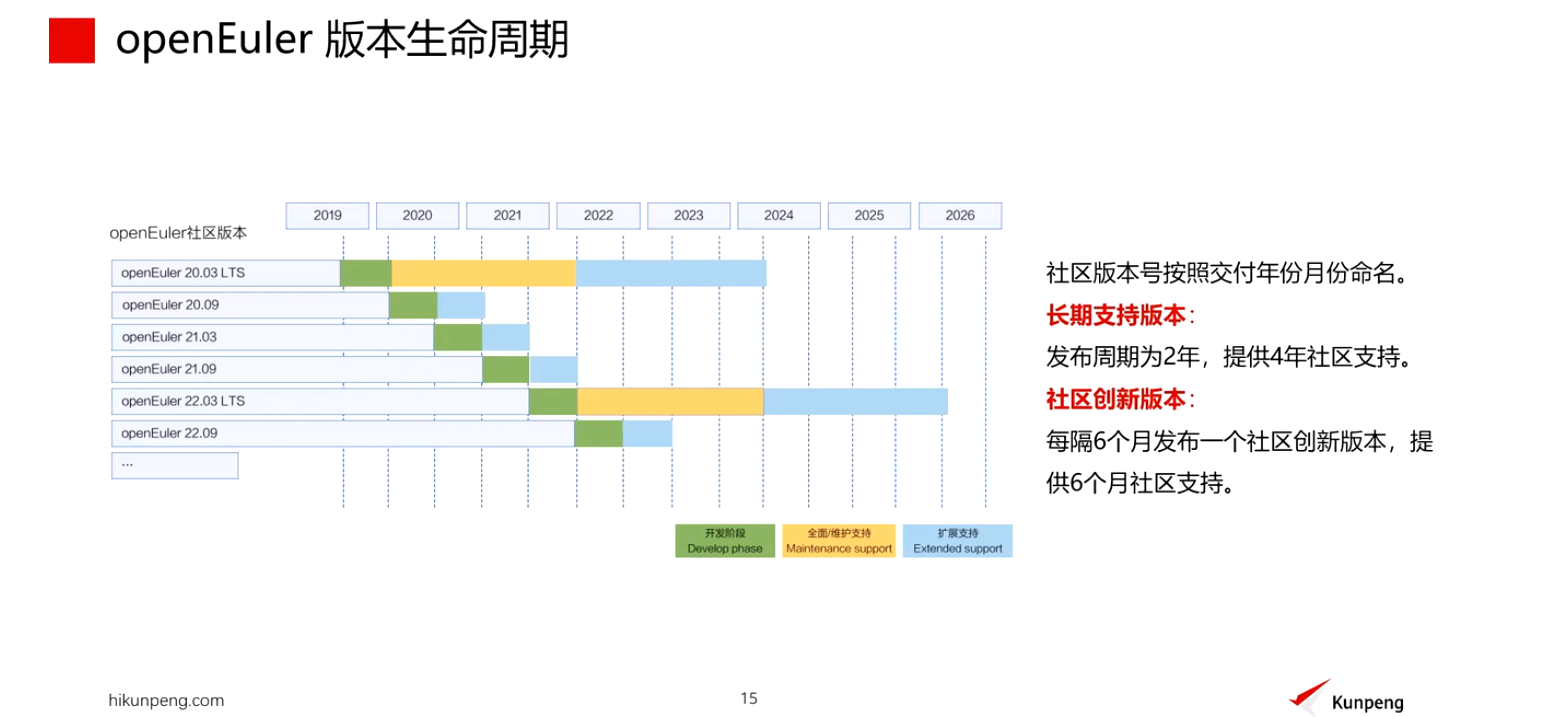 openEuler 版本生命周期
2019 2020 2021 2022 2023 2024 2025 2026
openEuler社区版本
openEuler 20.03 LTS
openEuler 20.09
openEuler 21.03
openEuler 21.09
openEuler 22.03 LTS
openEuler 22.09
...
开发阶段
Develop phase
全面/维护支持
Maintenance support
扩展支持
Extended support
社区版本号按照交付年份月份命名。
长期支持版本：
发布周期为2年，提供4年社区支持。
社区创新版本：
每隔6个月发布一个社区创新版本，提
供6个月社区支持。
hikunpeng.com
15
Kunpeng